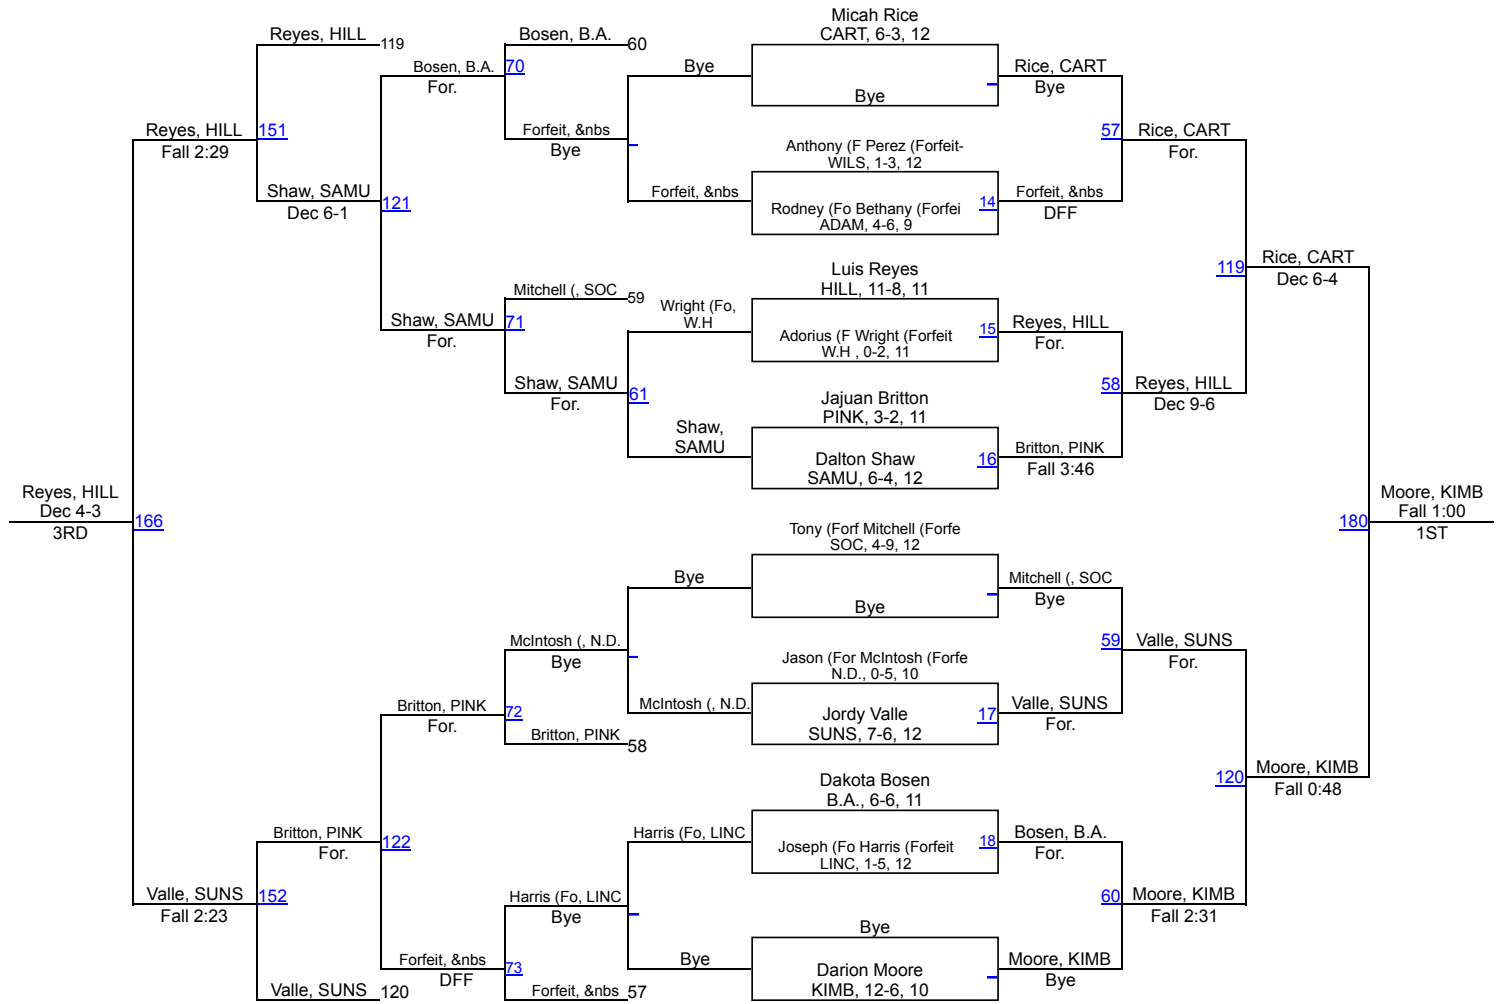 Micah Rice
CART, 6-3, 12
Reyes, HILL
119
Bosen, B.A.
60
Bosen, B.A.
70
For.
Bye
Rice, CART
Bye
Bye
Reyes, HILL
151
Fall 2:29
Forfeit, &nbs
Bye
57
Rice, CART
For.
Anthony (F Perez (Forfeit-
WILS, 1-3, 12
Shaw, SAMU
Dec 6-1
121
Forfeit, &nbs
Rodney (Fo Bethany (Forfei
ADAM, 4-6, 9
14
Forfeit, &nbs
DFF
Luis Reyes
HILL, 11-8, 11
119
Rice, CART
Dec 6-4
Mitchell (, SOC
59
Wright (Fo,
W.H
Shaw, SAMU
71
For.
Adorius (F Wright (Forfeit
W.H , 0-2, 11
15
Reyes, HILL
For.
Shaw, SAMU
For.
61
58
Reyes, HILL
Dec 9-6
Jajuan Britton
PINK, 3-2, 11
Shaw,
SAMU
Dalton Shaw
SAMU, 6-4, 12
16
Britton, PINK
Fall 3:46
Reyes, HILL
Dec 4-3
3RD
166
180
Moore, KIMB
Fall 1:00
1ST
Tony (Forf Mitchell (Forfe
SOC, 4-9, 12
Bye
Bye
Mitchell (, SOC
Bye
McIntosh (, N.D.
Bye
59
Valle, SUNS
For.
Jason (For McIntosh (Forfe
N.D., 0-5, 10
Britton, PINK
For.
72
McIntosh (, N.D.
Jordy Valle
SUNS, 7-6, 12
17
Valle, SUNS
For.
Britton, PINK
58
Dakota Bosen
B.A., 6-6, 11
120
Moore, KIMB
Fall 0:48
Britton, PINK
For.
122
Harris (Fo, LINC
Joseph (Fo Harris (Forfeit
LINC, 1-5, 12
18
Bosen, B.A.
For.
Valle, SUNS
Fall 2:23
152
Harris (Fo, LINC
Bye
60
Moore, KIMB
Fall 2:31
Bye
Forfeit, &nbs
DFF
73
Bye
Darion Moore
KIMB, 12-6, 10
Moore, KIMB
Bye
Valle, SUNS
120
Forfeit, &nbs
57